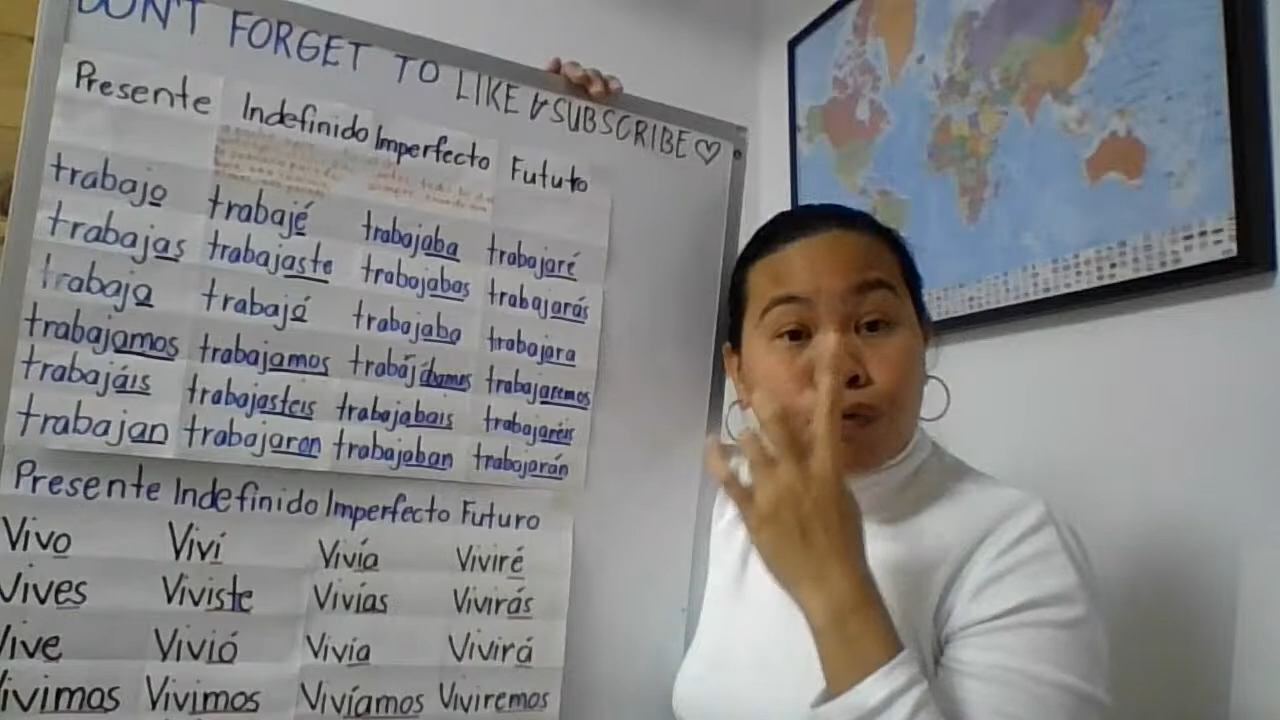 DON'T FORGET TO LIKE & SUBSCRIBE ♡
Presente Indefinido Imperfecto Fututo
trabajo trabajé trabajaba trabajaré
trabajas trabajaste trabajabas trabajarás
trabaja trabajó trabajaba trabajara
trabajamos trabajamos trabajábamos trabajaremos
trabajáis trabajasteis trabajabais trabajaréis
trabajan trabajaron trabajaban trabajarán
Presente Indefinido Imperfecto Futuro
Vivo Viví Vivía Viviré
Vives Viviste Vivías Vivirás
Vive Vivió Vivía Vivirá
Vivimos Vivimos Vivíamos Viviremos